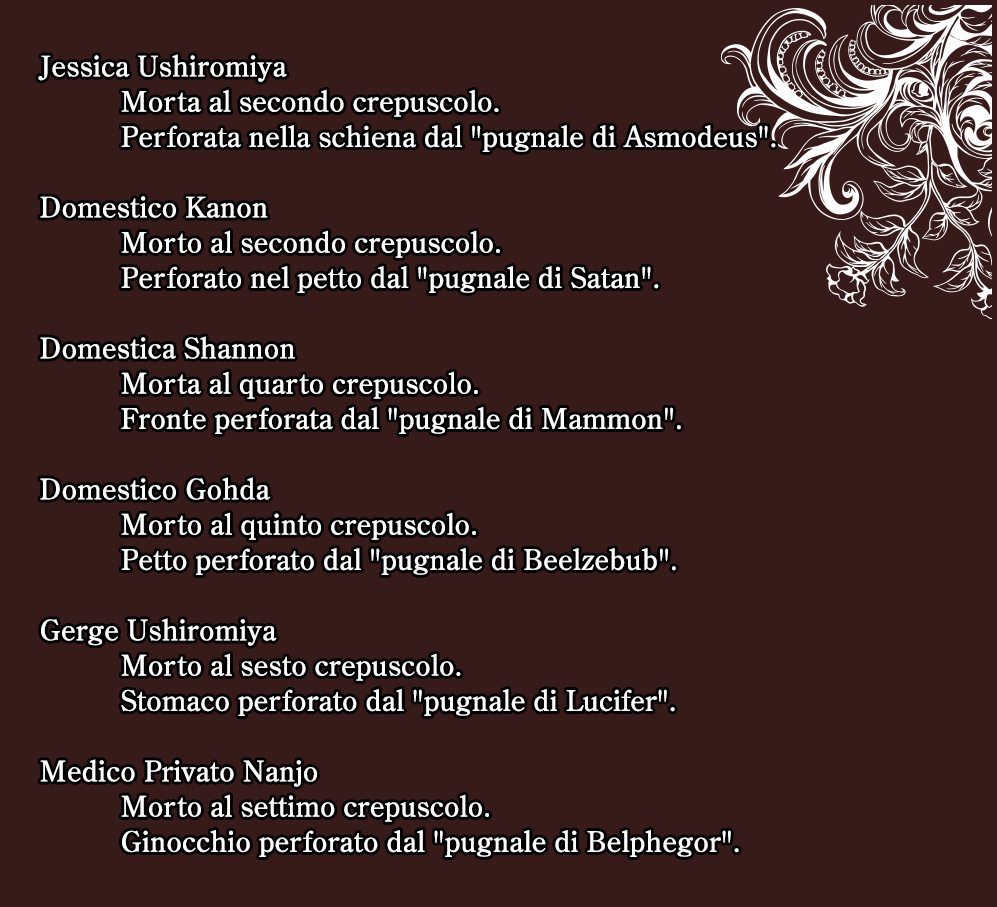 Jessica Ushiromiya
Morta al secondo crepuscolo.
Perforata nella schiena dal "pugnale di Asmodeus".
Domestico Kanon
Morto al secondo crepuscolo.
Perforato nel petto dal "pugnale di Satan".
Domestica Shannon
Morta al quarto crepuscolo.
Fronte perforata dal "pugnale di Mammon".
Domestico Gohda
Morto al quinto crepuscolo.
Petto perforato dal "pugnale di Beelzebub".
Gerge Ushiromiya
Morto al sesto crepuscolo.
Stomaco perforato dal "pugnale di Lucifer".
Medico Privato Nanjo
Morto al settimo crepuscolo.
Ginocchio perforato dal "pugnale di Belphegor".